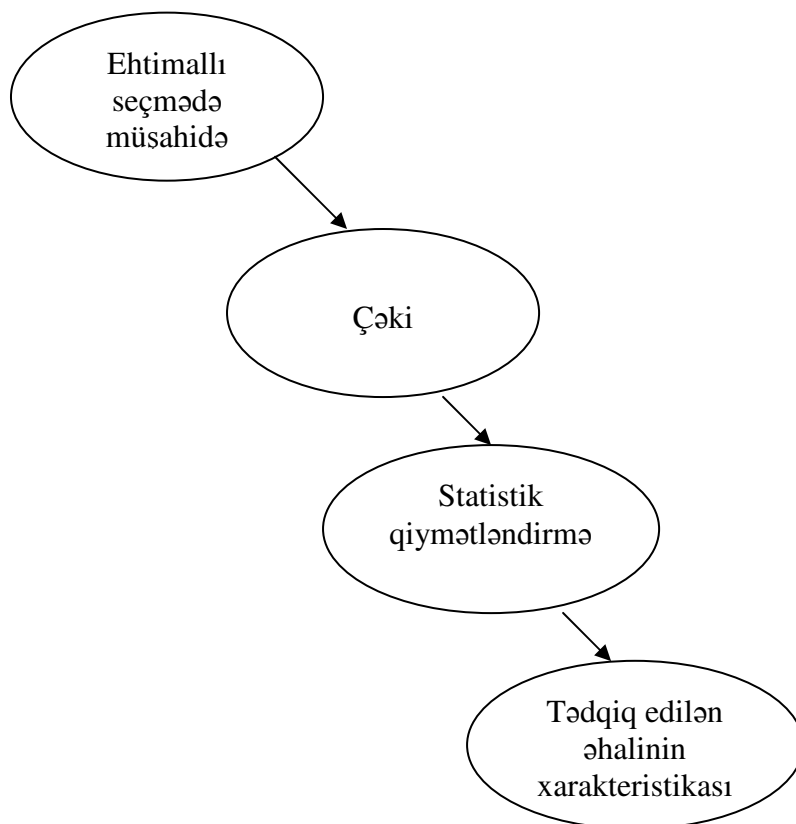 Ehtimallı
seçmədə
müşahidə
Çəki
Statistik
qiymətləndirmə
Tədqiq edilən
əhalinin
xarakteristikası